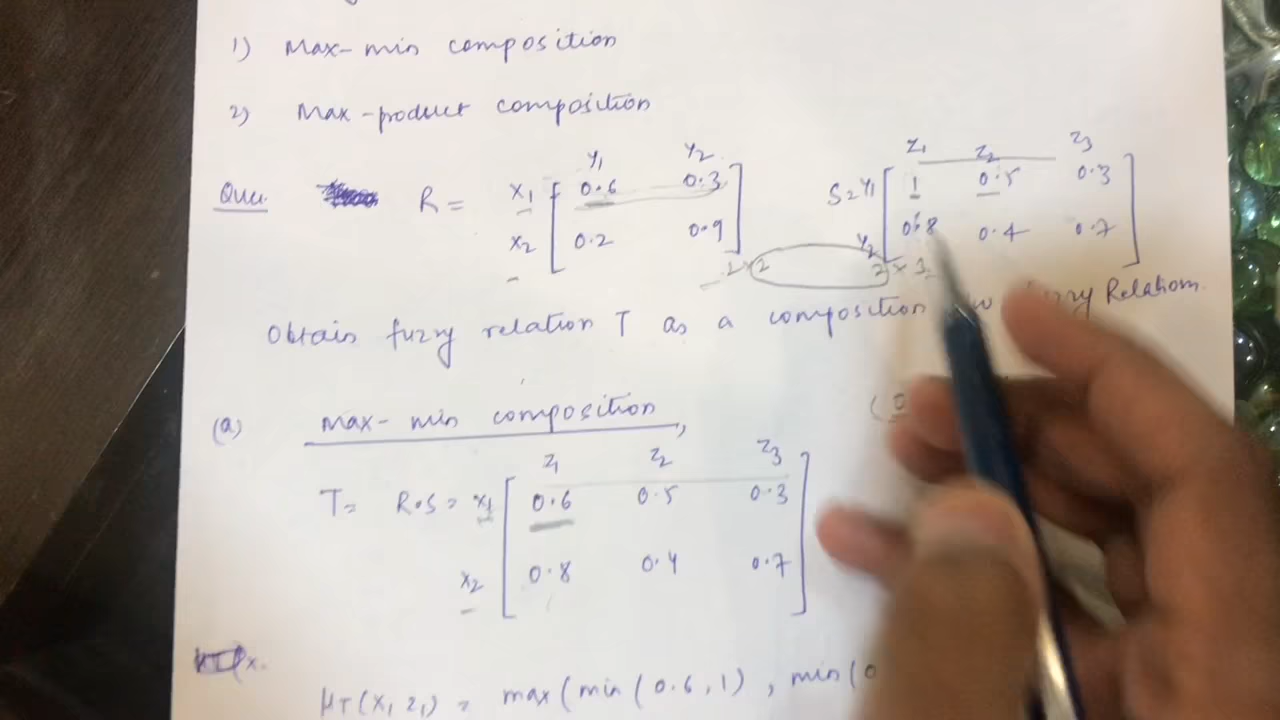 1) Max-min composition
2) Max-product composition
Que. R = x1 x2 y1 y2 [ 0.6 0.3
0.2 0.9 ] 2×2
S = y1 y2 z1 z2 z3 [ 1 0.5 0.3
0.8 0.4 0.7 ] 2×3
Obtain fuzzy relation T as a composition fuzzy Relations
(a) max-min composition,
z1 z2 z3
T = R∘S = x1 [ 0.6 0.5 0.3
x2 0.8 0.4 0.7 ]
μT(x1 z1) = max(min(0.6,1), min(0